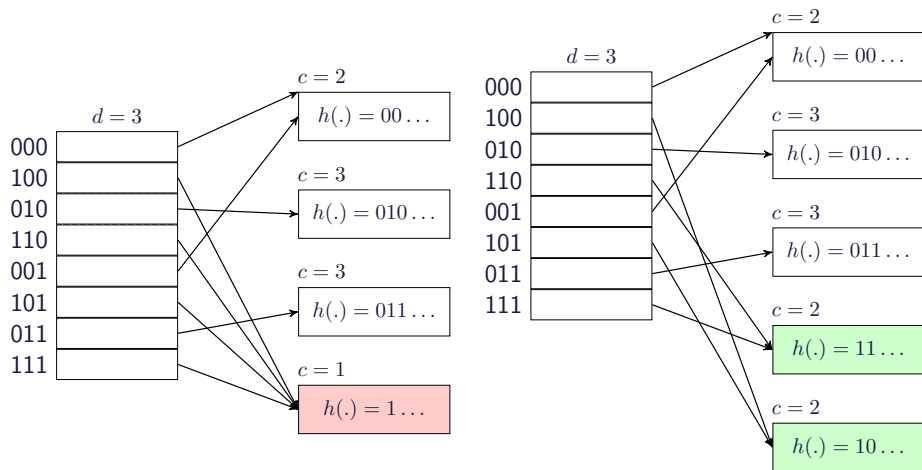 d = 3
000
100
010
110
001
101
011
111
c = 2
h(.) = 00 . . .
c = 3
h(.) = 010 . . .
c = 3
h(.) = 011 . . .
c = 1
h(.) = 1 . . .
d = 3
000
100
010
110
001
101
011
111
c = 2
h(.) = 00 . . .
c = 3
h(.) = 010 . . .
c = 3
h(.) = 011 . . .
c = 2
h(.) = 11 . . .
c = 2
h(.) = 10 . . .